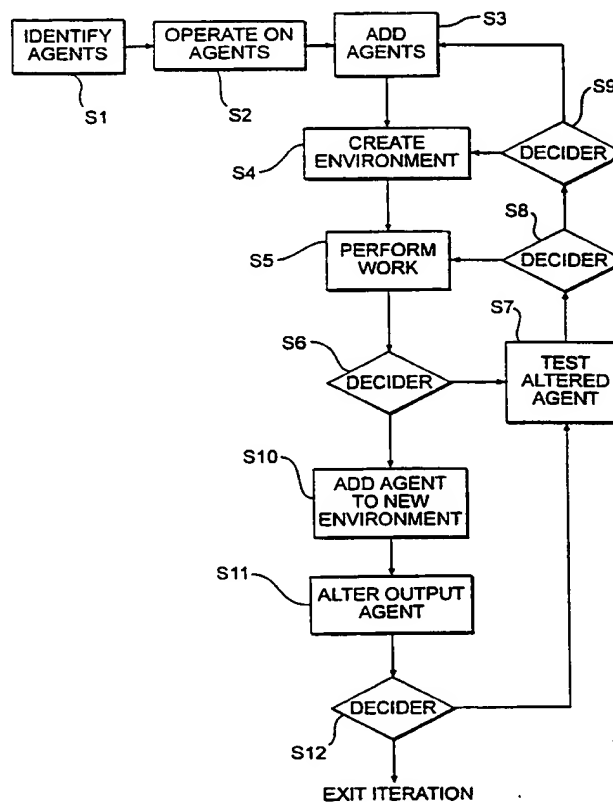 IDENTIFY
AGENTS
S1
OPERATE ON
AGENTS
S2
ADD
AGENTS
S3
CREATE
ENVIRONMENT
S4
PERFORM
WORK
S5
DECIDER
S6
TEST
ALTERED
AGENT
S7
DECIDER
S8
DECIDER
S9
ADD AGENT
TO NEW
ENVIRONMENT
S10
ALTER OUTPUT
AGENT
S11
DECIDER
S12
EXIT ITERATION